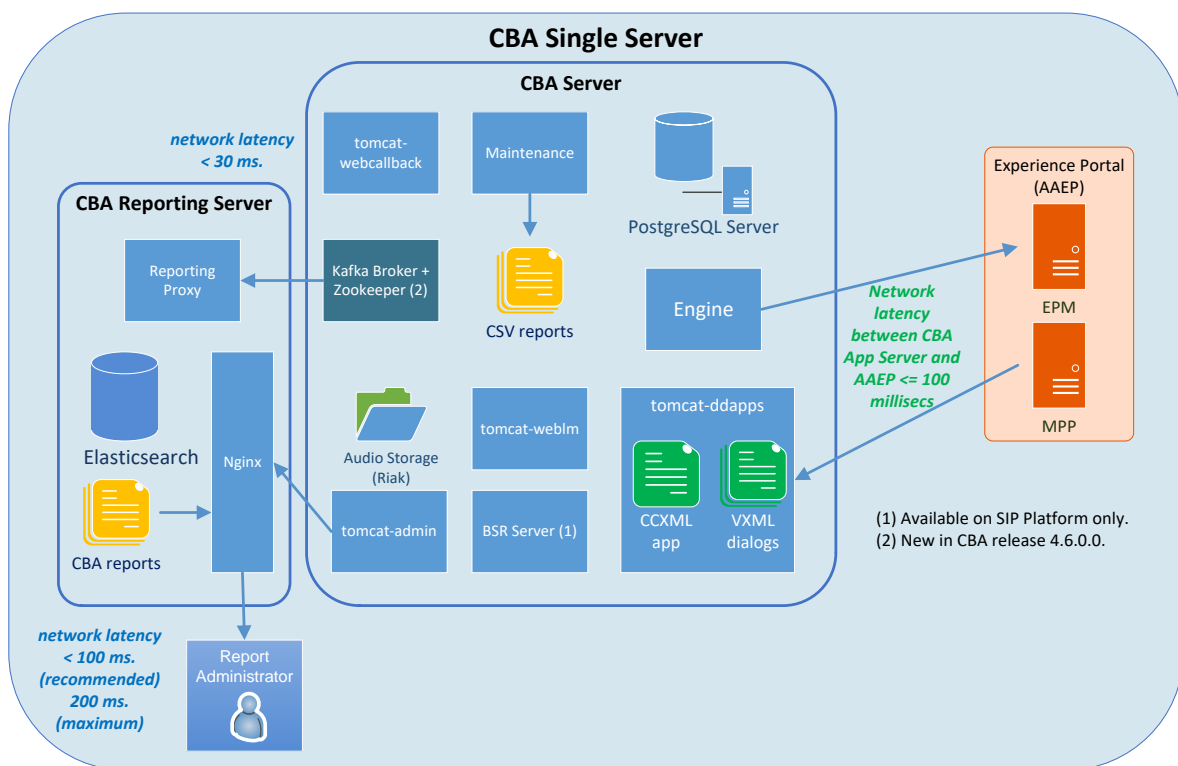 CBA Single Server
CBA Server
network latency
< 30 ms.
tomcat-
webcallback
Maintenance
PostgreSQL Server
Experience Portal
(AAEP)
EPM
MPP
CBA Reporting Server
Reporting
Proxy
Kafka Broker +
Zookeeper (2)
CSV reports
Engine
Network
latency
between CBA
App Server and
AAEP <= 100
millisecs
Elasticsearch
Nginx
CBA reports
Audio Storage
(Riak)
tomcat-weblm
tomcat-ddapps
CCXML
app
VXML
dialogs
tomcat-admin
BSR Server (1)
(1) Available on SIP Platform only.
(2) New in CBA release 4.6.0.0.
network latency
< 100 ms.
(recommended)
200 ms.
(maximum)
Report
Administrator